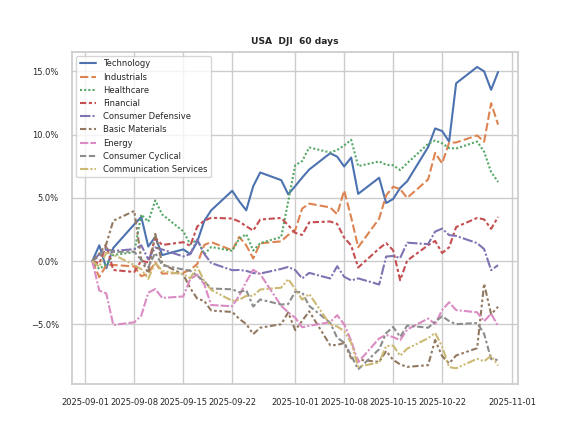 USA DJI 60 days
15.0%
10.0%
5.0%
0.0%
−5.0%
Technology
Industrials
Healthcare
Financial
Consumer Defensive
Basic Materials
Energy
Consumer Cyclical
Communication Services
2025-09-01 2025-09-08 2025-09-15 2025-09-22 2025-10-01 2025-10-08 2025-10-15 2025-10-22 2025-11-01